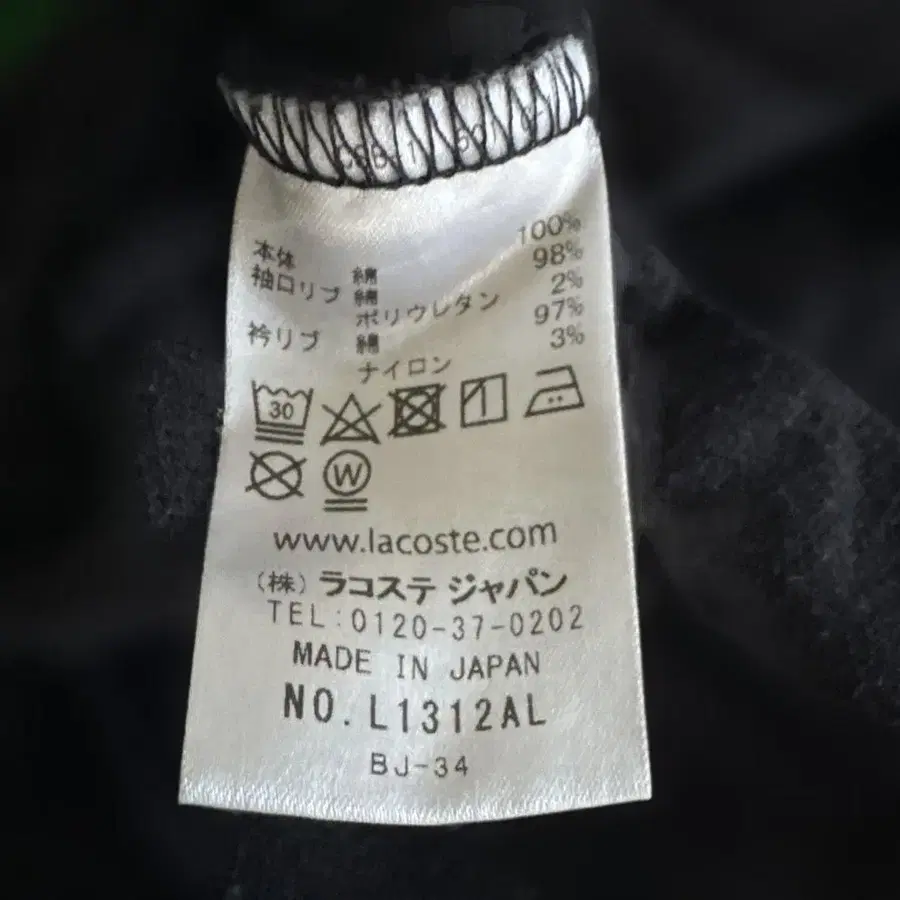 本体 綿 100%
袖口リブ 綿 98%
ポリウレタン 2%
衿リブ 綿 97%
ナイロン 3%
30
W
www.lacoste.com
(株)ラコステ ジャパン
TEL:0120-37-0202
MADE IN JAPAN
NO.L1312AL
BJ-34